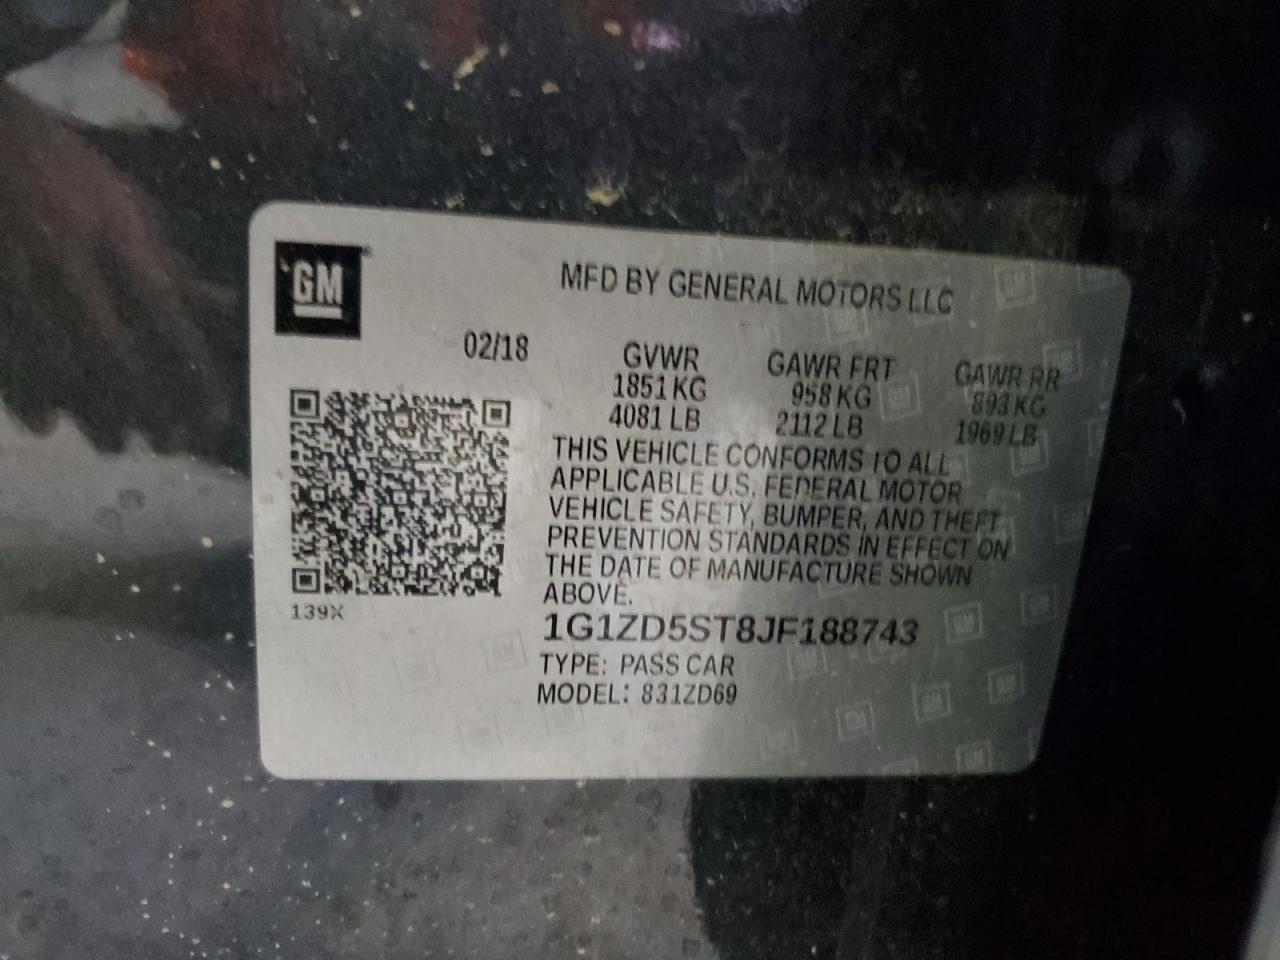 GM
MFD BY GENERAL MOTORS LLC
02/18
GVWR GAWR FRT GAWR RR
1851 KG 958 KG 893 KG
4081 LB 2112 LB 1969 LB
THIS VEHICLE CONFORMS TO ALL
APPLICABLE U.S. FEDERAL MOTOR
VEHICLE SAFETY, BUMPER, AND THEFT
PREVENTION STANDARDS IN EFFECT ON
THE DATE OF MANUFACTURE SHOWN
ABOVE.
139X
1G1ZD5ST8JF188743
TYPE: PASS CAR
MODEL: 831ZD69